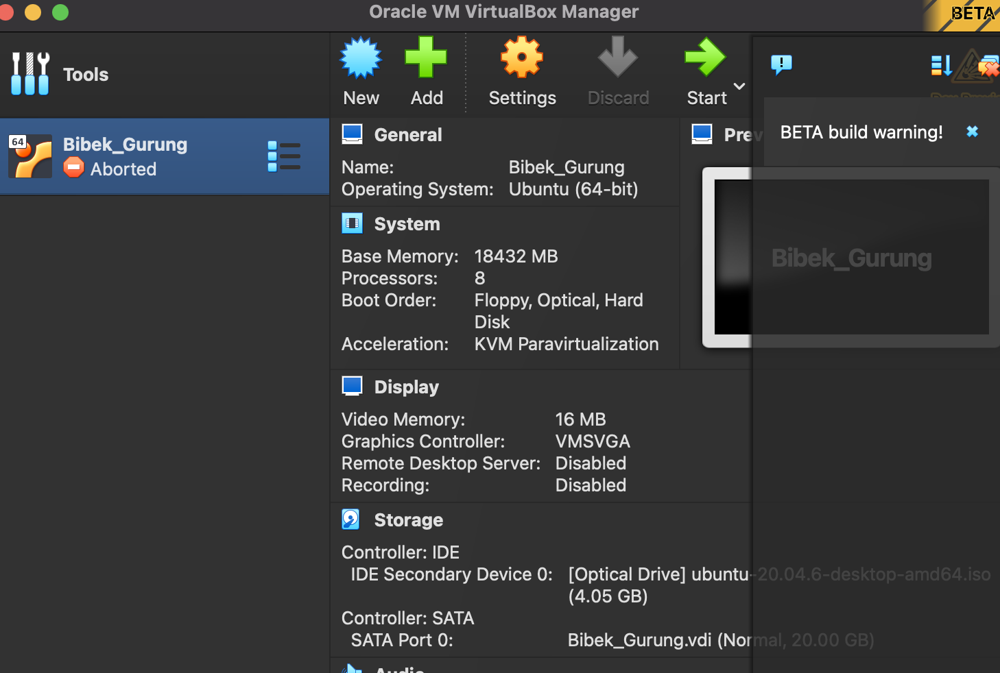 Oracle VM VirtualBox Manager
BETA
Tools
New
Add
Settings
Discard
Start
64
Bibek_Gurung
Aborted
General
Name: Bibek_Gurung
Operating System: Ubuntu (64-bit)
System
Base Memory: 18432 MB
Processors: 8
Boot Order: Floppy, Optical, Hard
Disk
Acceleration: KVM Paravirtualization
Prev
BETA build warning!
Bibek_Gurung
Display
Video Memory: 16 MB
Graphics Controller: VMSVGA
Remote Desktop Server: Disabled
Recording: Disabled
Storage
Controller: IDE
IDE Secondary Device 0: [Optical Drive] ubuntu-20.04.6-desktop-amd64.iso
(4.05 GB)
Controller: SATA
SATA Port 0: Bibek_Gurung.vdi (Normal, 20.00 GB)
Audio